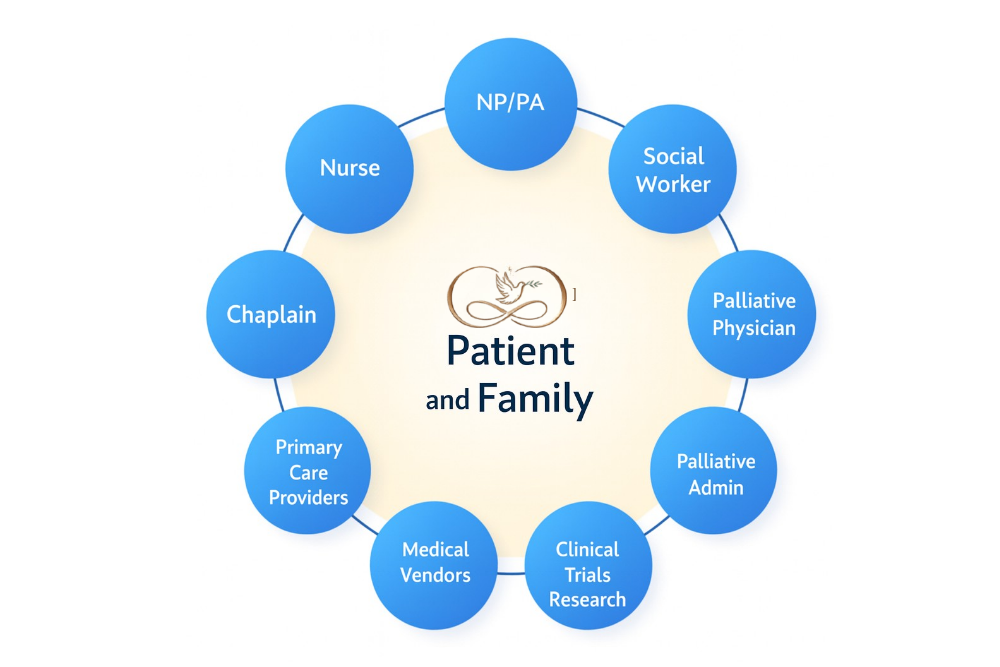 NP/PA
Social
Worker
Palliative
Physician
Palliative
Admin
Clinical
Trials
Research
Medical
Vendors
Primary
Care
Providers
Chaplain
Nurse
]
Patient
and Family